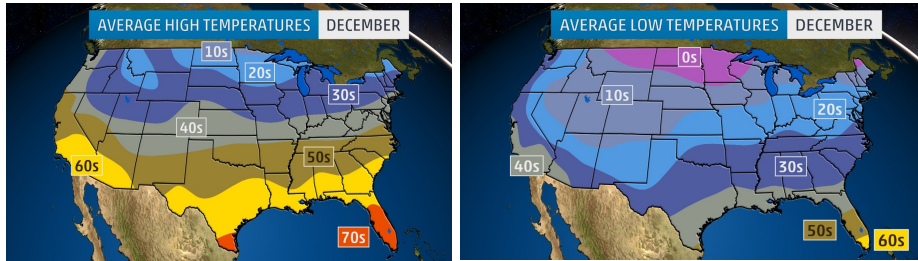 AVERAGE HIGH TEMPERATURES DECEMBER
10s
20s
30s
40s
50s
60s
70s
AVERAGE LOW TEMPERATURES DECEMBER
0s
10s
20s
30s
40s
50s
60s